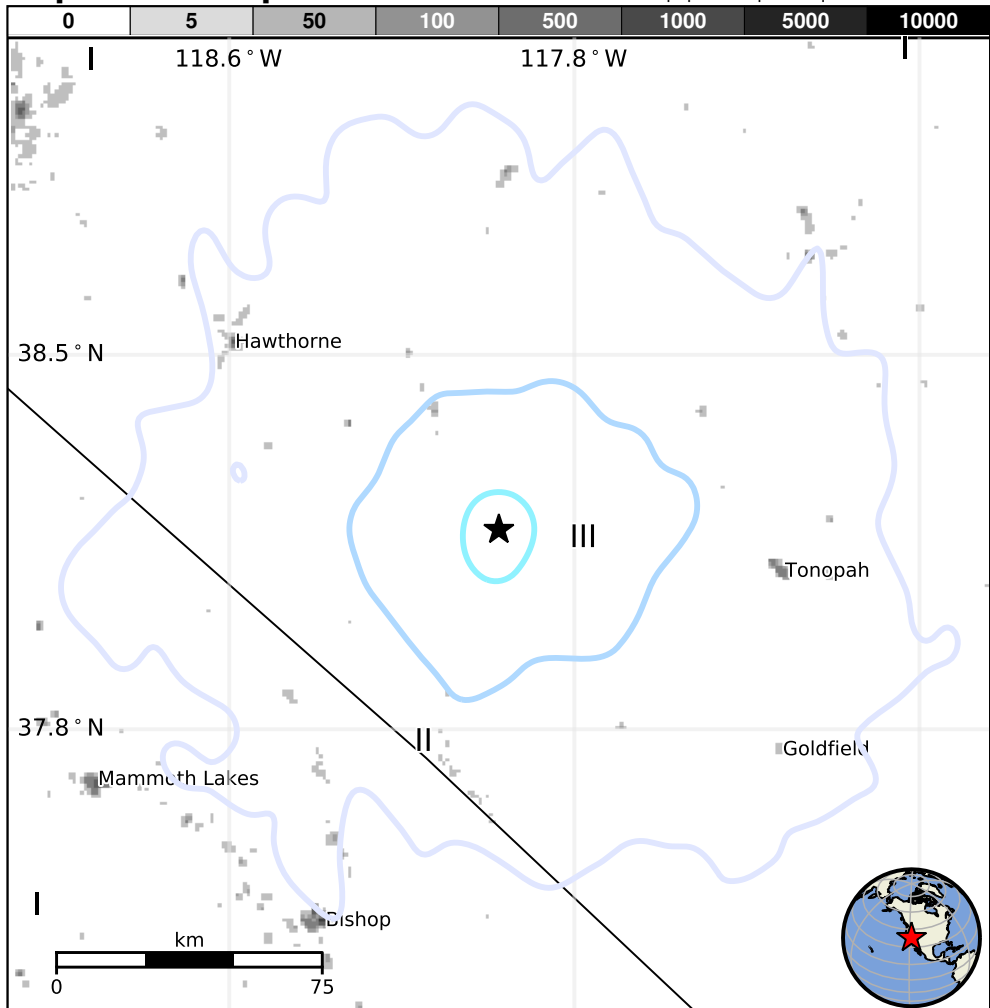 0 5 50 100 500 1000 5000 10000
I I
118.6°W 117.8°W
Hawthorne
38.5°N
III
Tonopah
37.8°N
II
Goldfield
Mammoth Lakes
I
Bishop
km
0 75